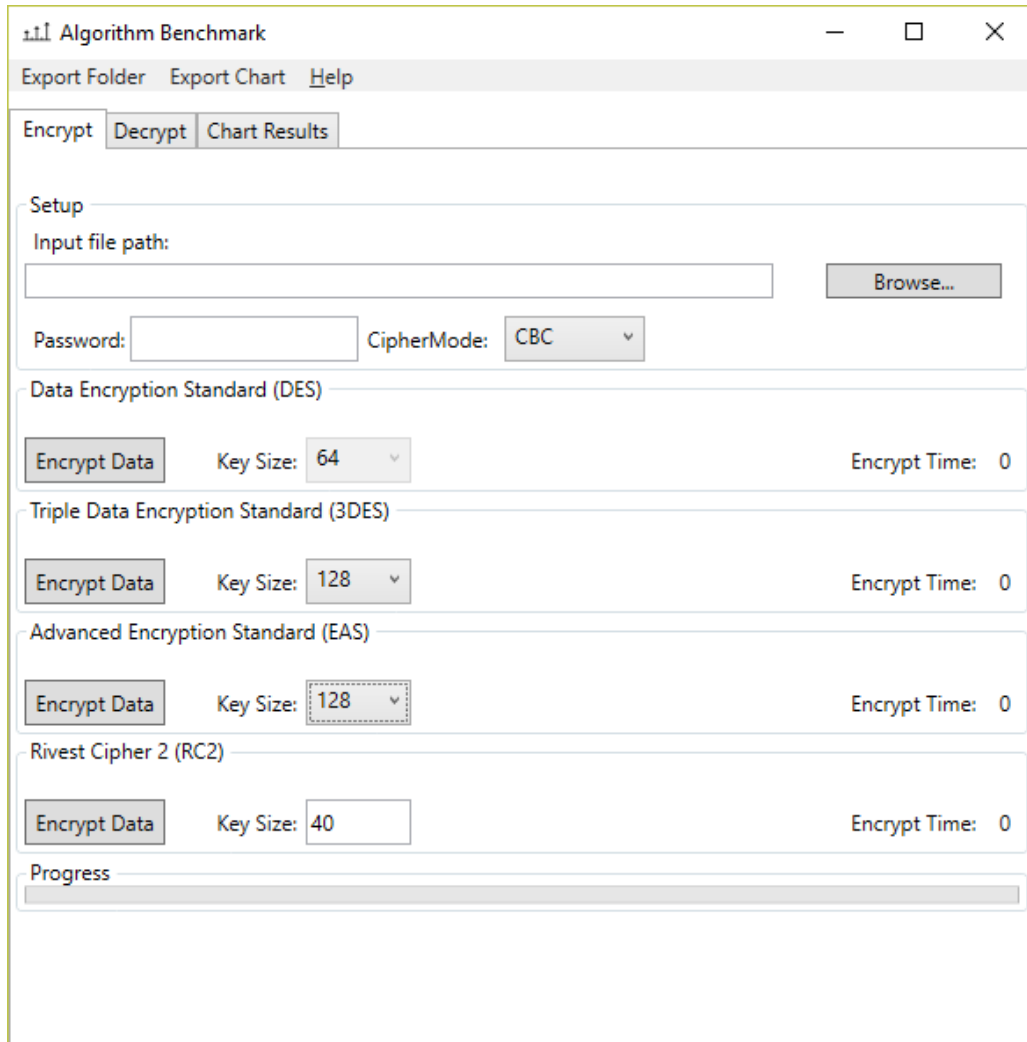 Algorithm Benchmark
Export Folder Export Chart Help
Encrypt Decrypt Chart Results
Setup
Input file path:
Browse...
Password: CipherMode: CBC
Data Encryption Standard (DES)
Encrypt Data Key Size: 64 Encrypt Time: 0
Triple Data Encryption Standard (3DES)
Encrypt Data Key Size: 128 Encrypt Time: 0
Advanced Encryption Standard (EAS)
Encrypt Data Key Size: 128 Encrypt Time: 0
Rivest Cipher 2 (RC2)
Encrypt Data Key Size: 40 Encrypt Time: 0
Progress